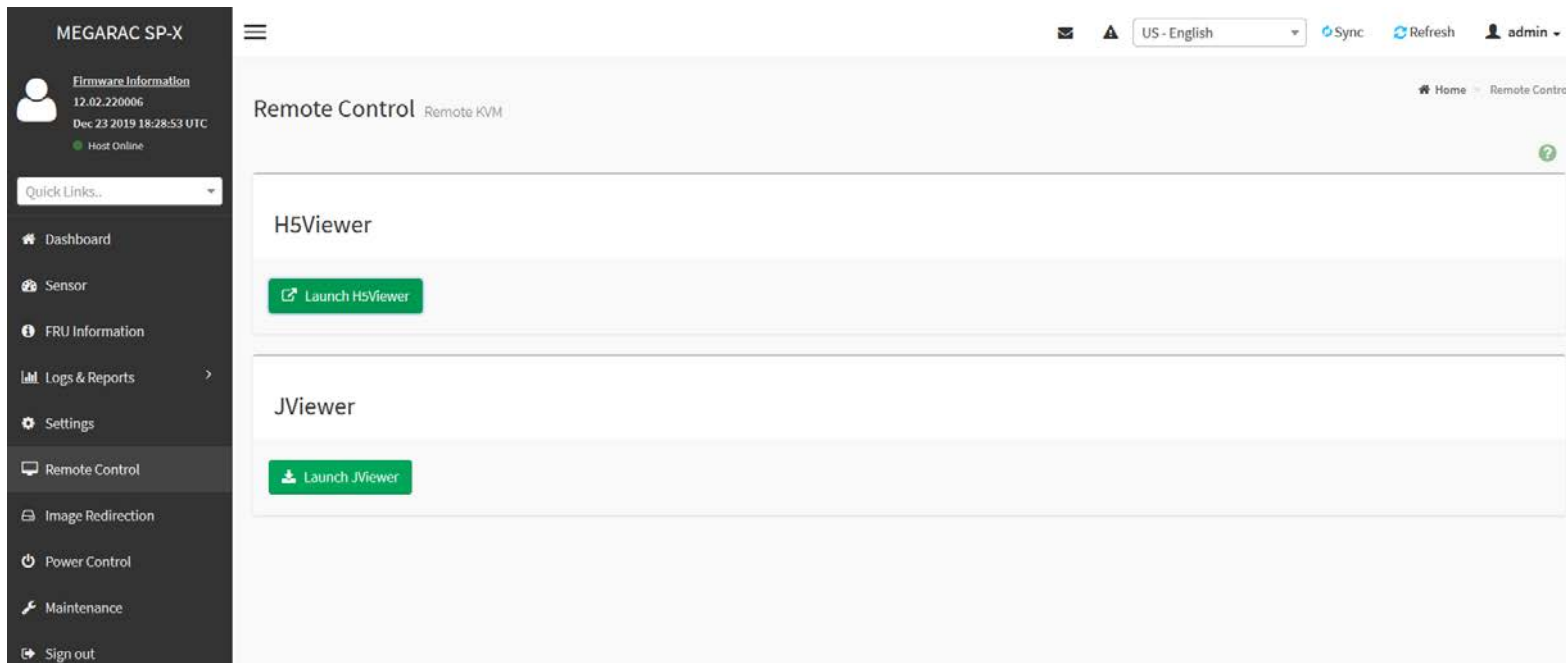 MEGARAC SP-X
Firmware Information
12.02.220006
Dec 23 2019 18:28:53 UTC
Host Online
Quick Links..
Dashboard
Sensor
FRU Information
Logs & Reports
Settings
Remote Control
Image Redirection
Power Control
Maintenance
Sign out
US - English
Sync
Refresh
admin
Remote Control Remote KVM
Home Remote Contro
H5Viewer
Launch H5Viewer
JViewer
Launch JViewer